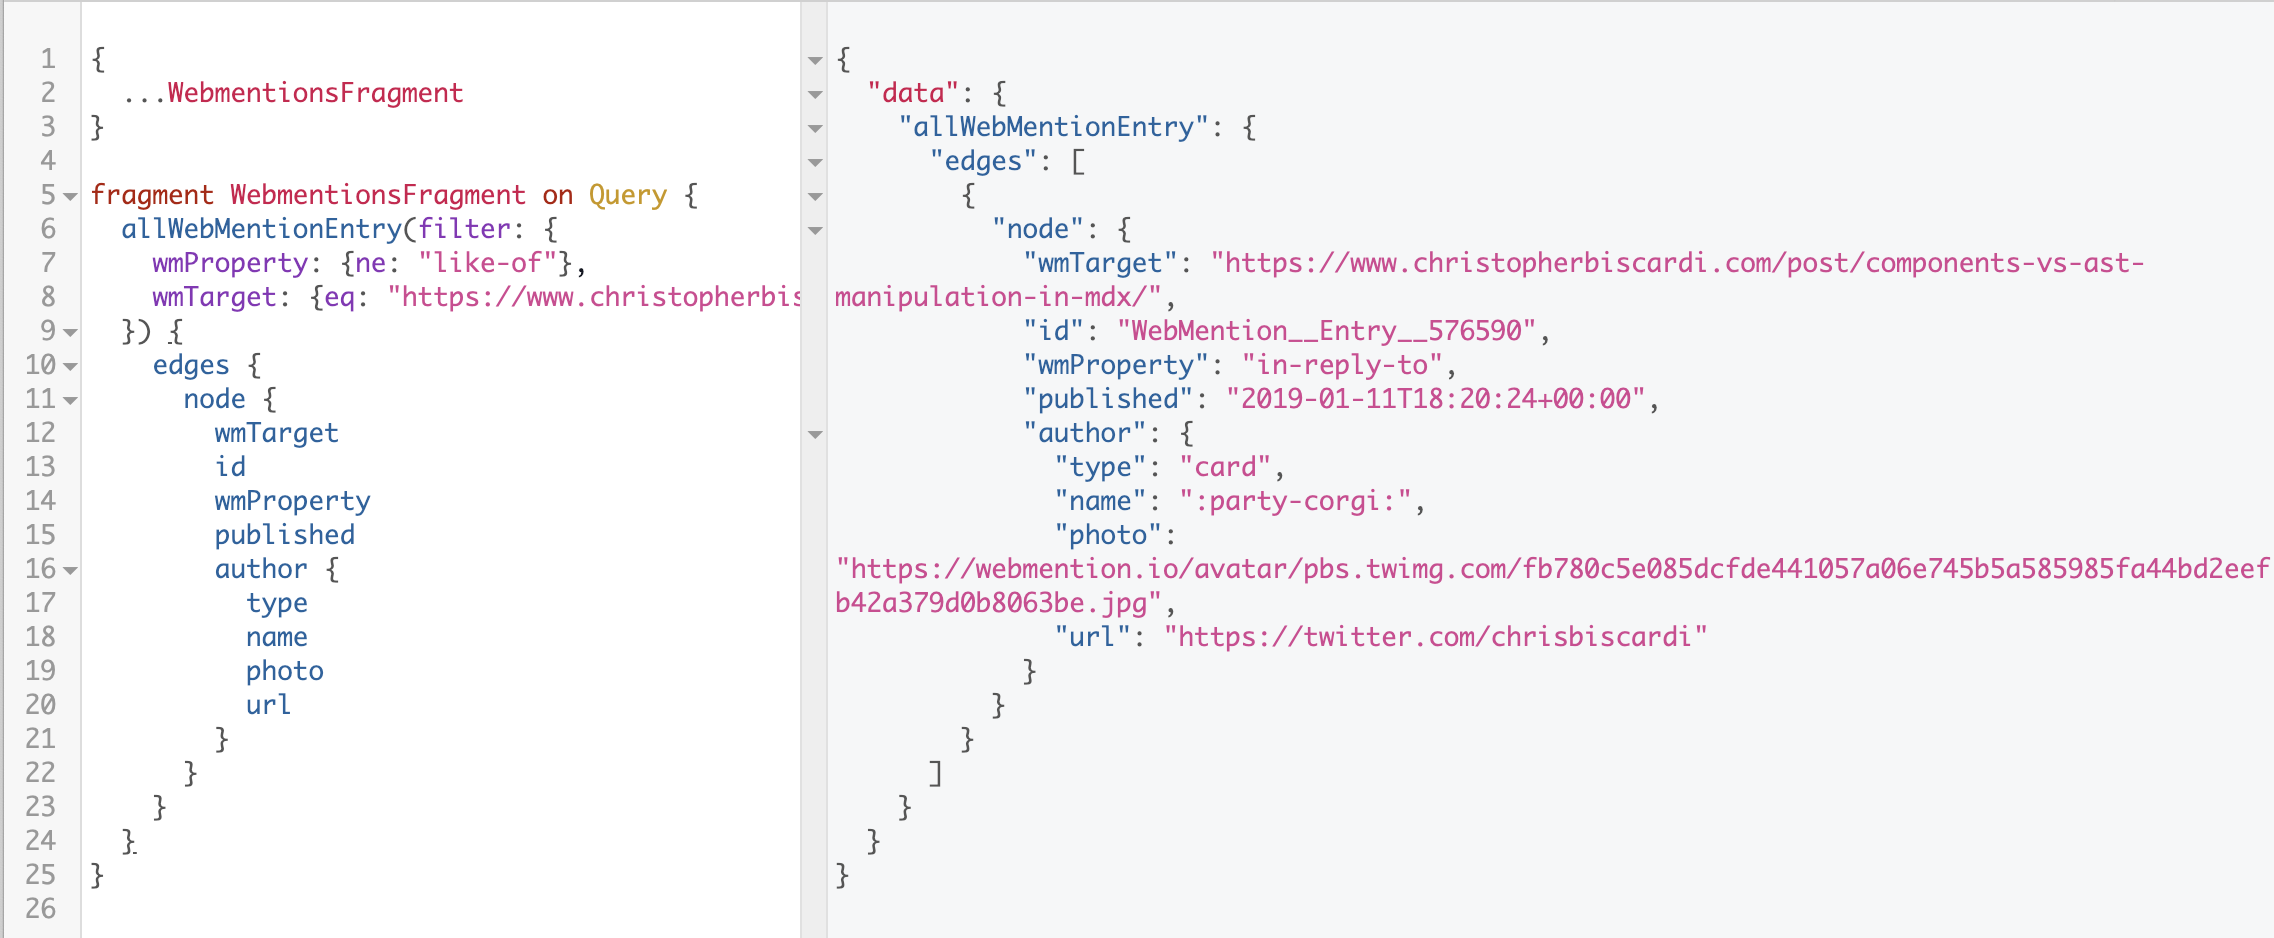 1 {
2 ...WebmentionsFragment
3 }
4
5 fragment WebmentionsFragment on Query {
6 allWebMentionEntry(filter: {
7 wmProperty: {ne: "like-of"},
8 wmTarget: {eq: "https://www.christopherbis
9 }) {
10 edges {
11 node {
12 wmTarget
13 id
14 wmProperty
15 published
16 author {
17 type
18 name
19 photo
20 url
21 }
22 }
23 }
24 }
25 }
26
{
"data": {
"allWebMentionEntry": {
"edges": [
{
"node": {
"wmTarget": "https://www.christopherbiscardi.com/post/components-vs-ast-
manipulation-in-mdx/",
"id": "WebMention__Entry__576590",
"wmProperty": "in-reply-to",
"published": "2019-01-11T18:20:24+00:00",
"author": {
"type": "card",
"name": ":party-corgi:",
"photo":
"https://webmention.io/avatar/pbs.twimg.com/fb780c5e085dcfde441057a06e745b5a585985fa44bd2eef
b42a379d0b8063be.jpg",
"url": "https://twitter.com/chrisbiscardi"
}
}
}
]
}
}
}